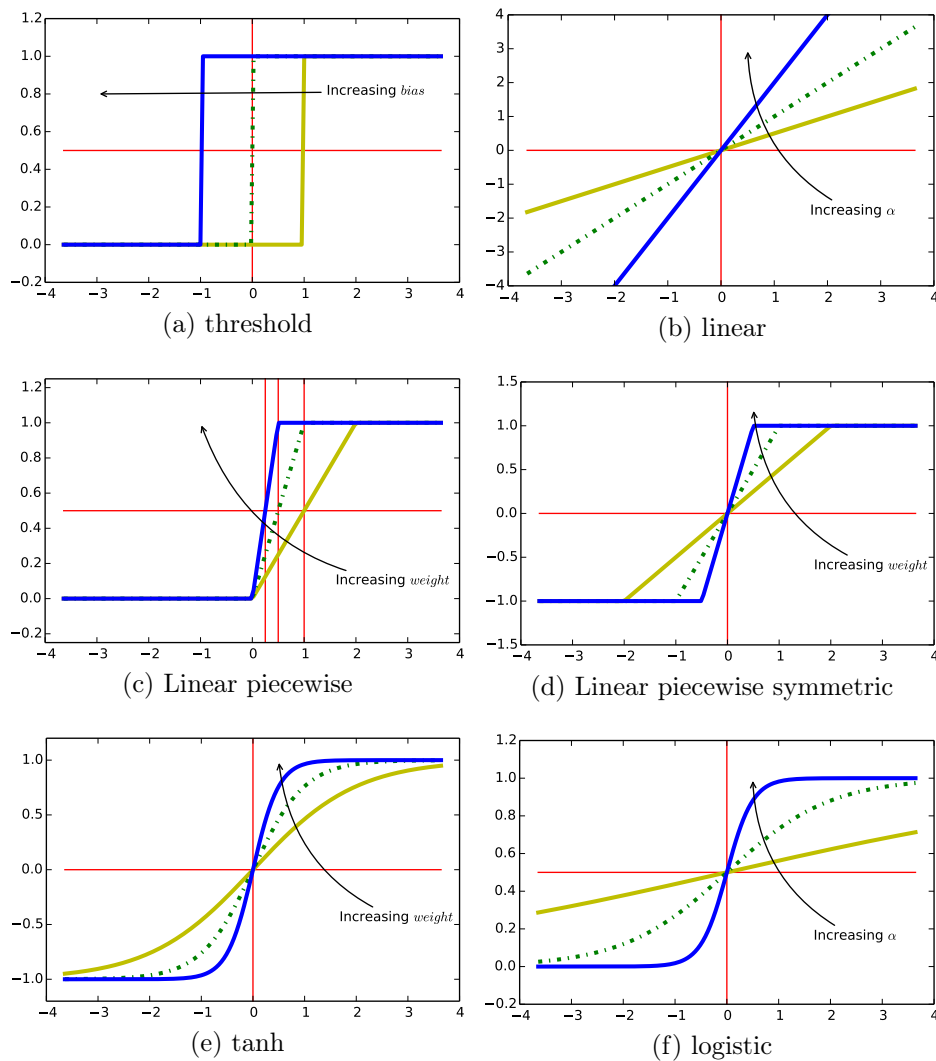 1.2
1.0
0.8
0.6
0.4
0.2
0.0
−0.2
Increasing bias
−4 −3 −2 −1 0 1 2 3 4
(a) threshold
4
3
2
1
0
−1
−2
−3
−4
Increasing α
−4 −3 −2 −1 0 1 2 3 4
(b) linear
1.2
1.0
0.8
0.6
0.4
0.2
0.0
−0.2
Increasing weight
−4 −3 −2 −1 0 1 2 3 4
(c) Linear piecewise
1.5
1.0
0.5
0.0
−0.5
−1.0
−1.5
Increasing weight
−4 −3 −2 −1 0 1 2 3 4
(d) Linear piecewise symmetric
1.0
0.5
0.0
−0.5
−1.0
Increasing weight
−4 −3 −2 −1 0 1 2 3 4
(e) tanh
1.2
1.0
0.8
0.6
0.4
0.2
0.0
−0.2
Increasing α
−4 −3 −2 −1 0 1 2 3 4
(f) logistic